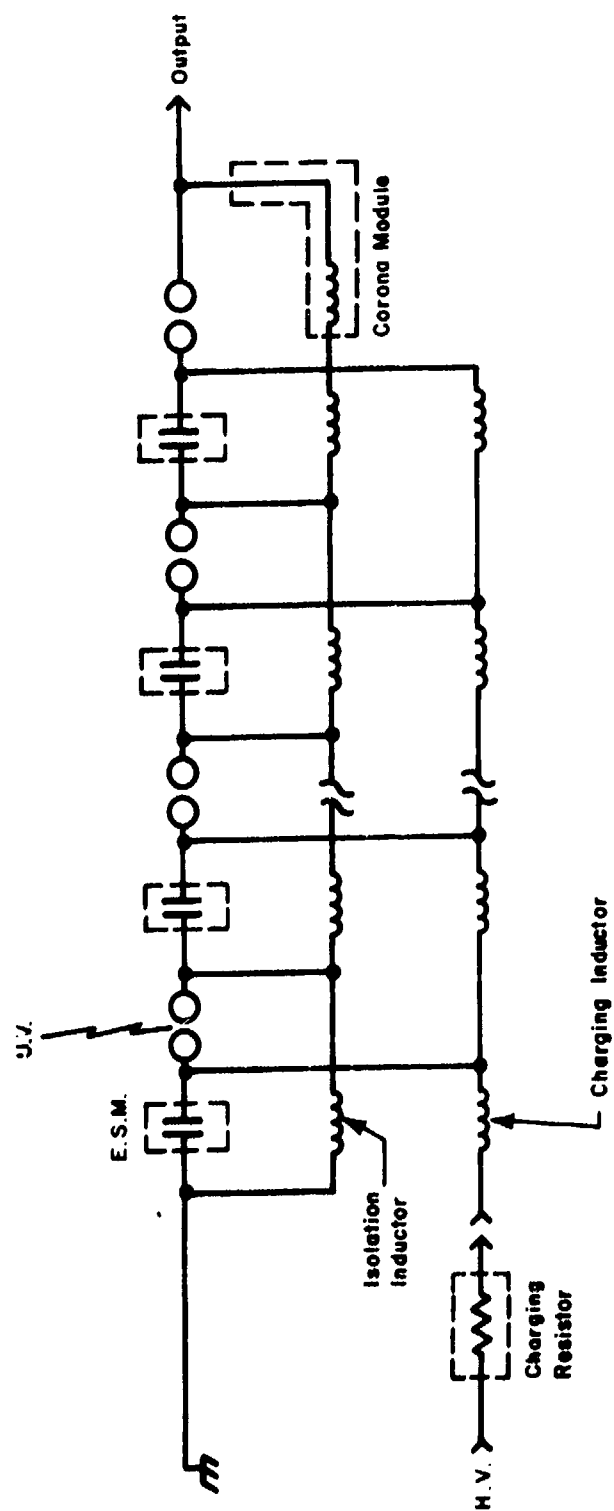 Output
Corona Module
U.V.
E.S.M.
Isolation
Inductor
Charging Inductor
Charging
Resistor
H.V.